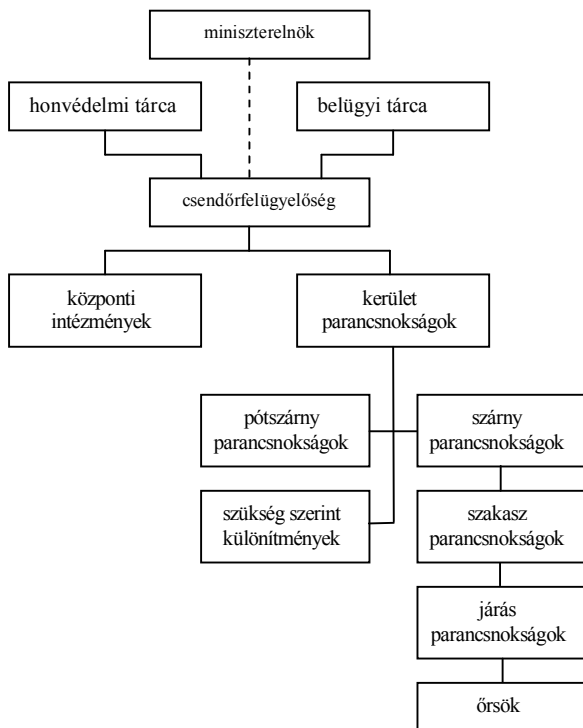 miniszterelnök
honvédelmi tárca
belügyi tárca
csendőrfelügyelőség
központi
intézmények
kerület
parancsnokságok
pótszárny
parancsnokságok
szárny
parancsnokságok
szükség szerint
különítmények
szakasz
parancsnokságok
járás
parancsnokságok
őrsök